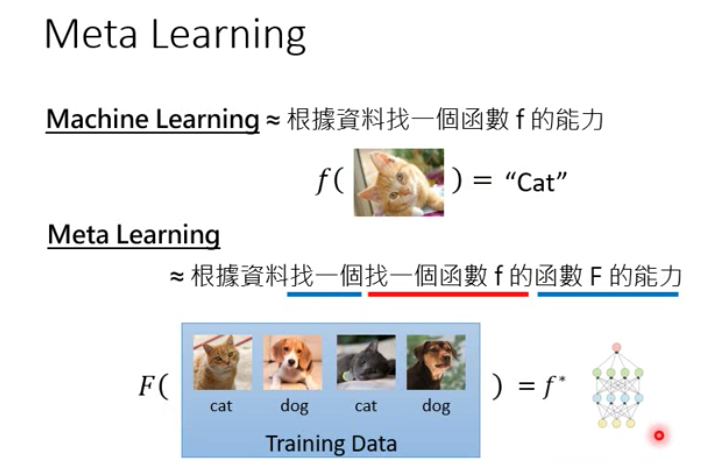 Meta Learning
Machine Learning ≈ 根據資料找一個函數 f 的能力
f( ) = “Cat”
Meta Learning
≈ 根據資料找一個找一個函數 f 的函數 F 的能力
F( ) = f*
cat dog cat dog
Training Data